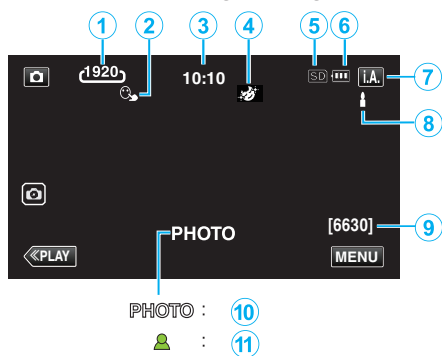 1 2 3 4 5 6
1920 10:10 SD i.A. 7
8
[6630] 9
PHOTO
≪PLAY MENU
PHOTO : 10
: 11